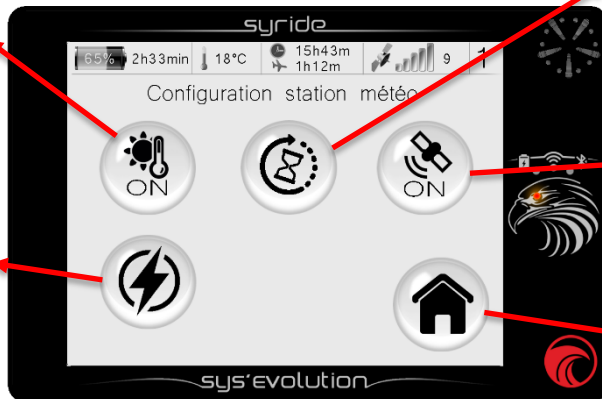 syride
65% 2h33min 18°C 15h43m 9 1
1h12m
Configuration station météo
ON ON
sys'evolution